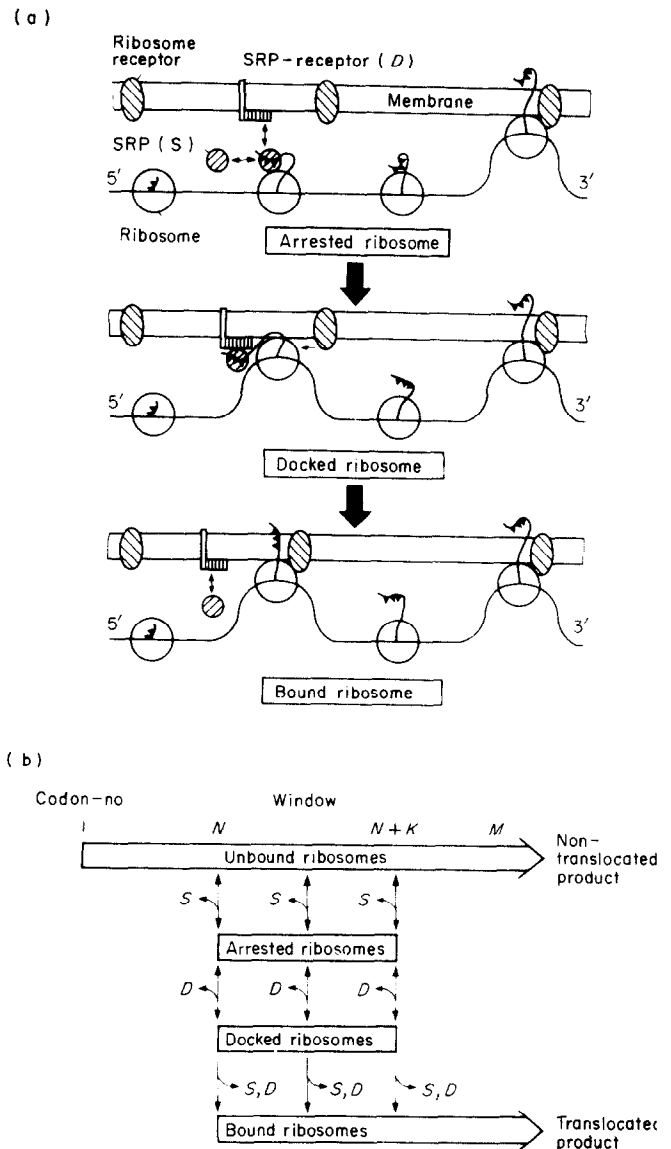 (a)
Ribosome
receptor
SRP-receptor (D)
Membrane
SRP (S)
5′
3′
Ribosome
Arrested ribosome
5′
3′
Docked ribosome
5′
3′
Bound ribosome
(b)
Codon-no
Window
I
N
N + K
M
Unbound ribosomes
Non-
translocated
product
S
S
S
Arrested ribosomes
D
D
D
Docked ribosomes
S,D
S,D
S,D
Bound ribosomes
Translocated
product